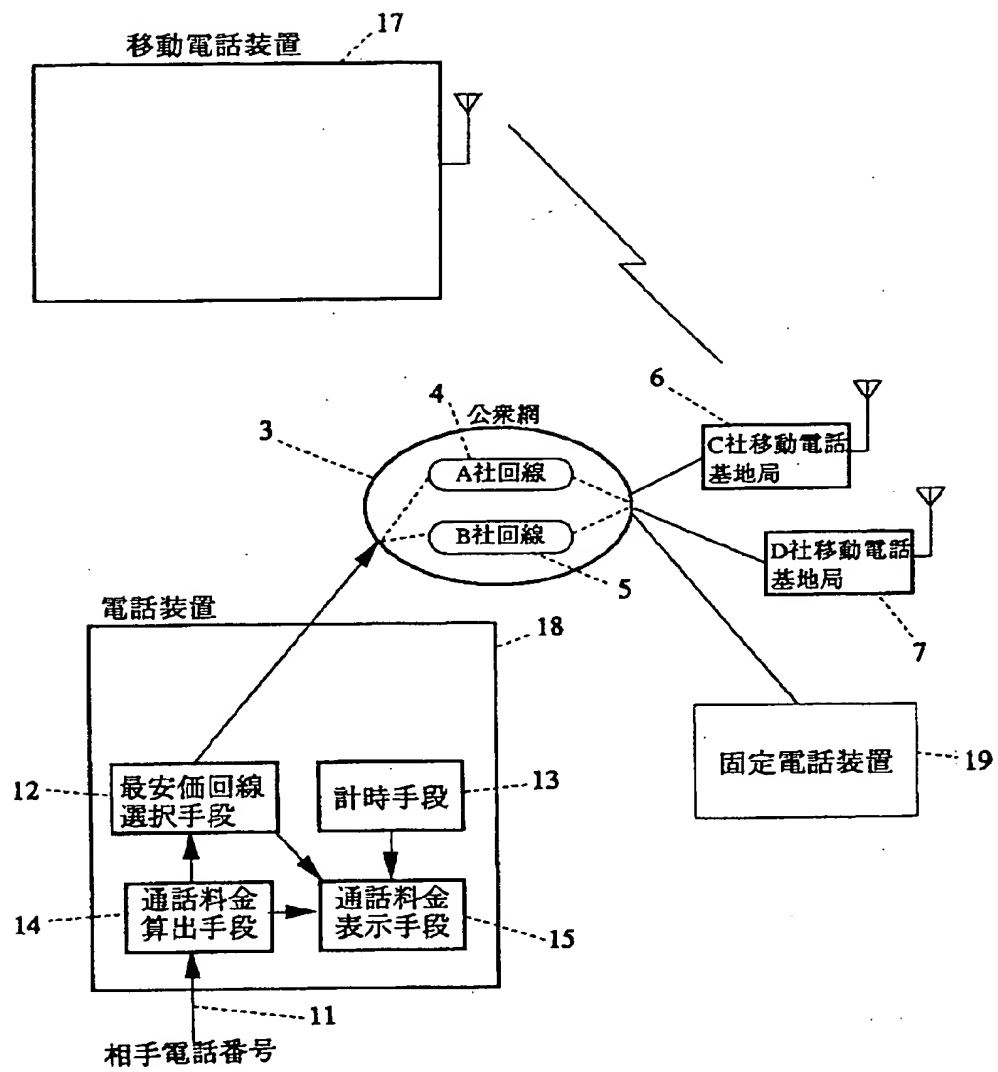 17
移動電話装置
6
4
公衆網
3
C社移動電話
基地局
A社回線
B社回線
D社移動電話
基地局
5
電話装置
18
7
固定電話装置
19
12
最安価回線
選択手段
計時手段
13
14
通話料金
算出手段
通話料金
表示手段
15
11
相手電話番号